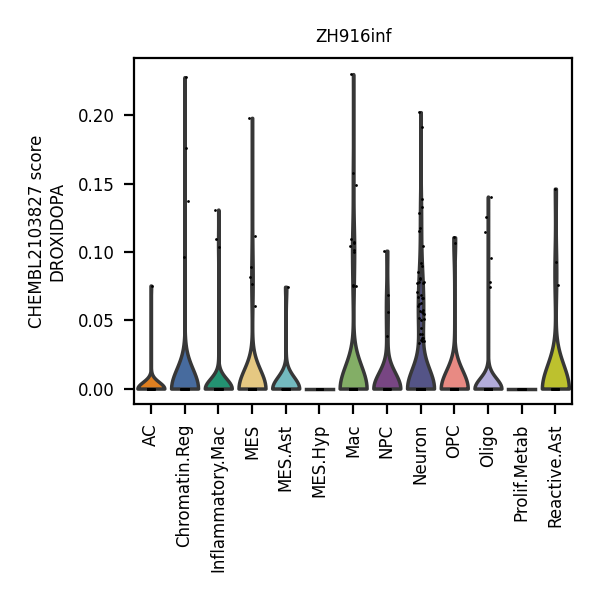 ZH916inf
CHEMBL2103827 score
DROXIDOPA
0.20
0.15
0.10
0.05
0.00
AC
Chromatin.Reg
Inflammatory.Mac
MES
MES.Ast
MES.Hyp
Mac
NPC
Neuron
OPC
Oligo
Prolif.Metab
Reactive.Ast